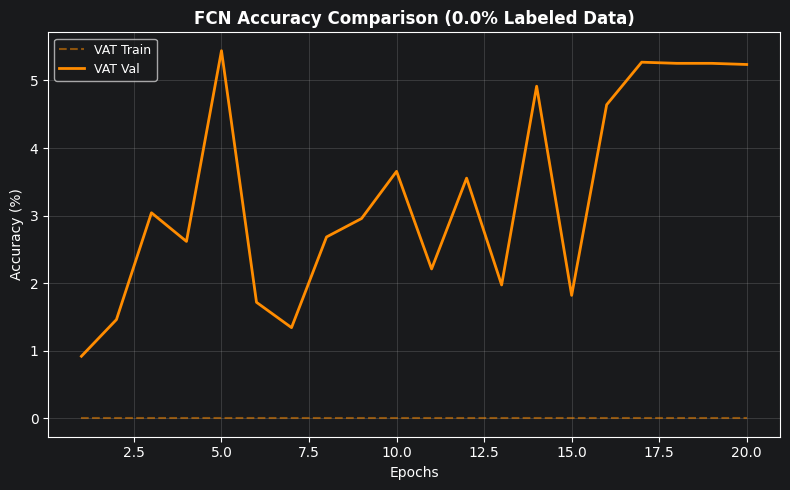 FCN Accuracy Comparison (0.0% Labeled Data)
VAT Train
VAT Val
Accuracy (%)
5
4
3
2
1
0
2.5 5.0 7.5 10.0 12.5 15.0 17.5 20.0
Epochs